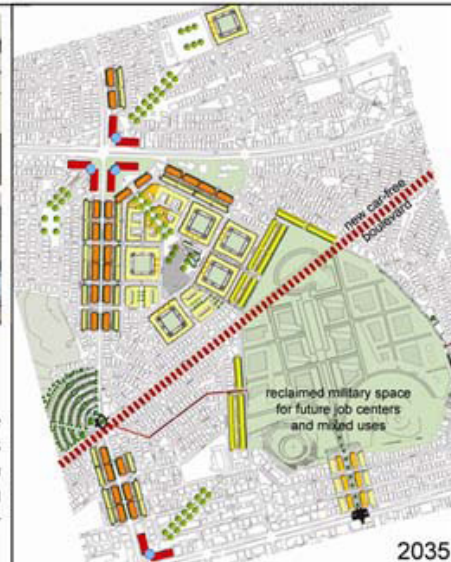 new car-free
boulevard
reclaimed military space
for future job centers
and mixed uses
2035